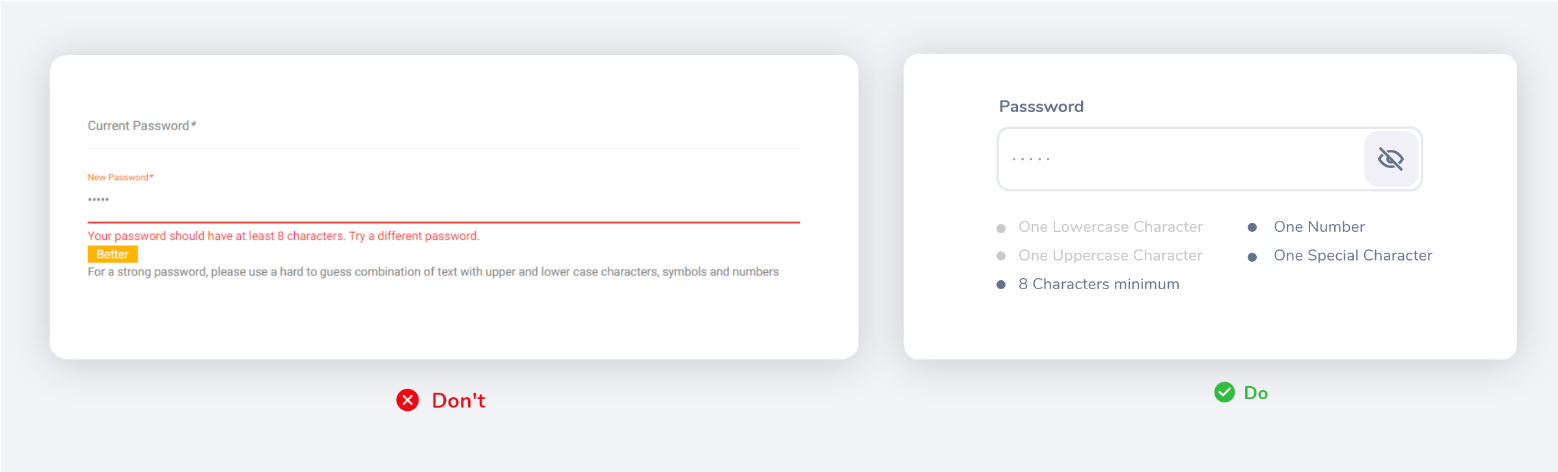 Current Password*
New Password*
•••••
Your password should have at least 8 characters. Try a different password.
Better
For a strong password, please use a hard to guess combination of text with upper and lower case characters, symbols and numbers
Don't
Passsword
·····
One Lowercase Character
One Uppercase Character
8 Characters minimum
One Number
One Special Character
Do